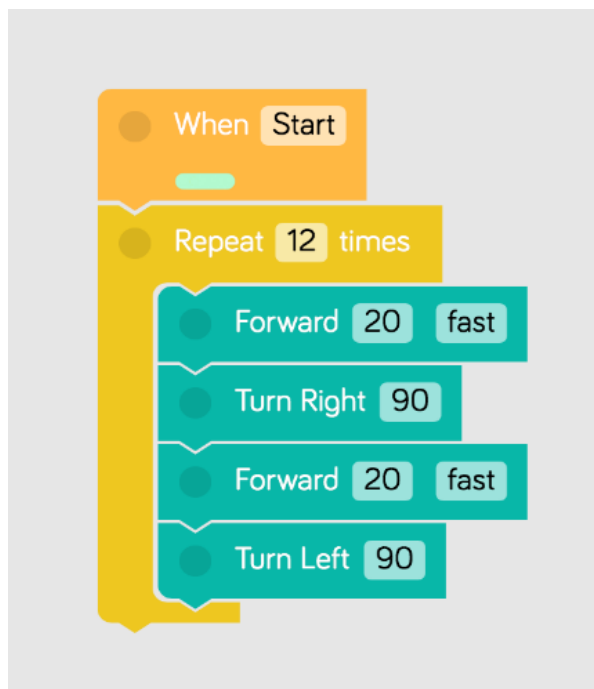 When Start
Repeat 12 times
Forward 20 fast
Turn Right 90
Forward 20 fast
Turn Left 90